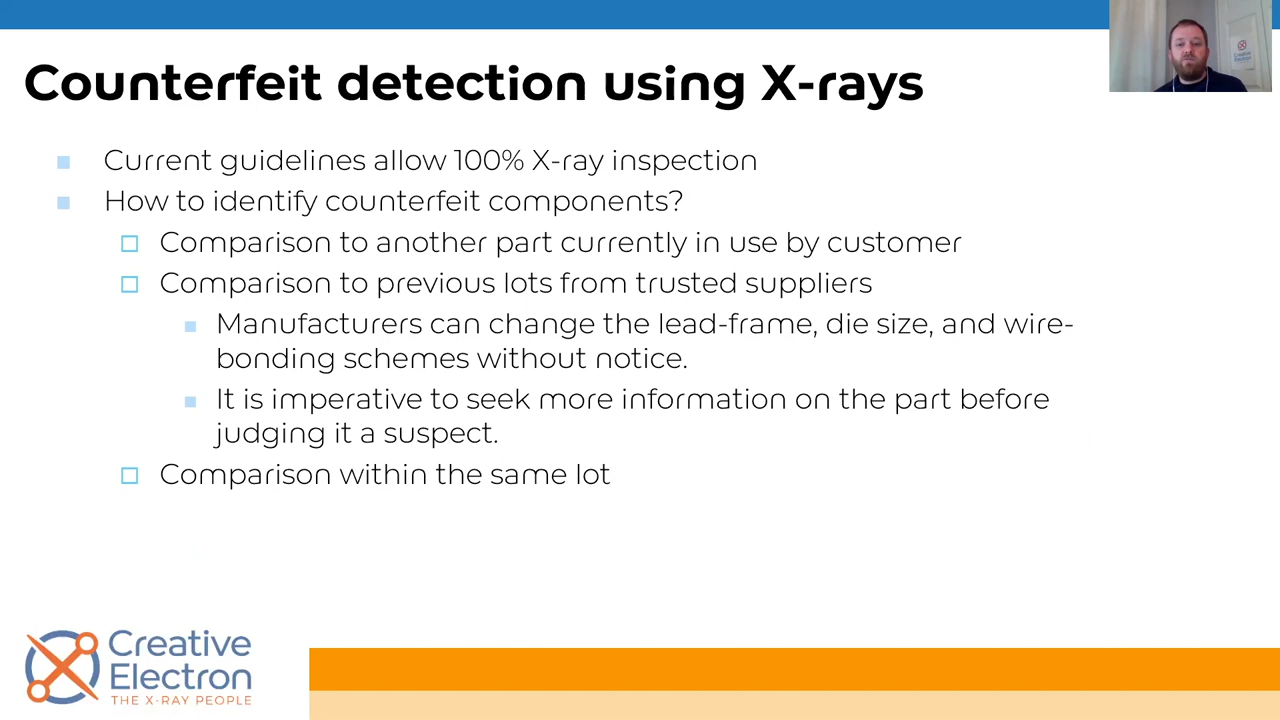 Counterfeit detection using X-rays
Current guidelines allow 100% X-ray inspection
How to identify counterfeit components?
Comparison to another part currently in use by customer
Comparison to previous lots from trusted suppliers
Manufacturers can change the lead-frame, die size, and wire-
bonding schemes without notice.
It is imperative to seek more information on the part before
judging it a suspect.
Comparison within the same lot
Creative
Electron
THE X-RAY PEOPLE
Creative
Electron